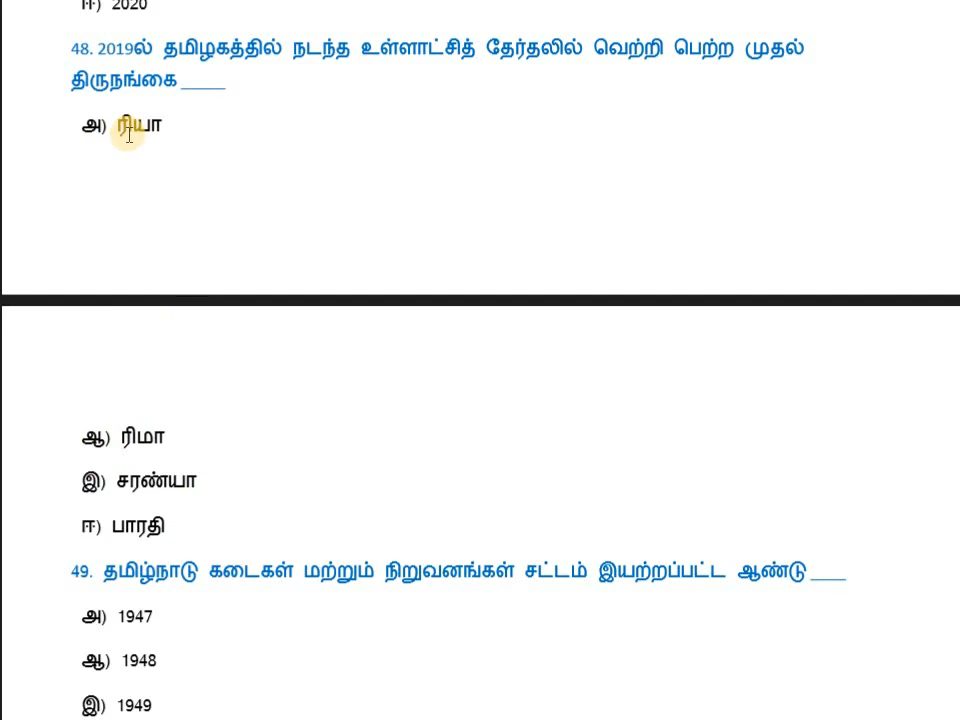 ஈ) 2020
48. 2019ல் தமிழகத்தில் நடந்த உள்ளாட்சித் தேர்தலில் வெற்றி பெற்ற முதல்
திருநங்கை _____
அ) ரியா
ஆ) ரிமா
இ) சரண்யா
ஈ) பாரதி
49. தமிழ்நாடு கடைகள் மற்றும் நிறுவனங்கள் சட்டம் இயற்றப்பட்ட ஆண்டு ____
அ) 1947
ஆ) 1948
இ) 1949